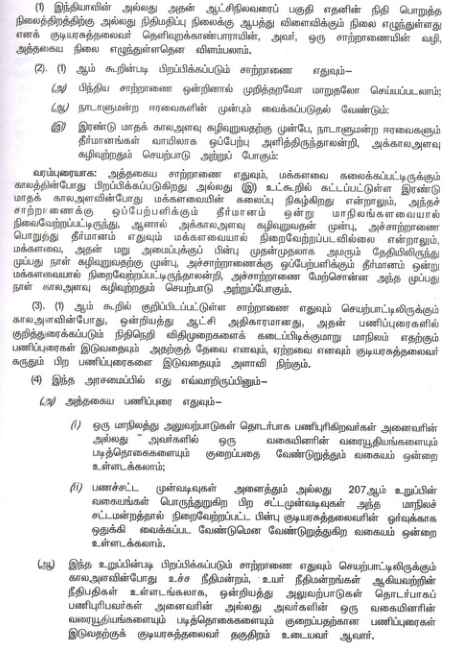 (1) இந்தியாவின் அல்லது அதன் ஆட்சிநிலவரைப் பகுதி எதனின் நிதி பொறுத்த
நிலைத்திறத்திற்கு அல்லது நிதிமதிப்பு நிலைக்கு ஆபத்து விளைவிக்கும் நிலை எழுந்துள்ளது
எனக் குடியரசுத்தலைவர் தெளிவுறக்காண்பாராயின், அவர், ஒரு சாற்றாணையின் வழி,
அத்தகைய நிலை எழுந்துள்ளதென விளம்பலாம்.
(2). (1) ஆம் கூறின்படி பிறப்பிக்கப்படும் சாற்றாணை எதுவும்—
(அ) பிந்திய சாற்றாணை ஒன்றினால் முறித்தறவோ மாறுதலோ செய்யப்படலாம்;
(ஆ) நாடாளுமன்ற ஈரவைகளின் முன்பும் வைக்கப்படுதல் வேண்டும்:
(இ) இரண்டு மாதக் காலஅளவு கழிவுறுவதற்கு முன்பே, நாடாளுமன்ற ஈரவைகளும்
தீர்மானங்கள் வாயிலாக ஒப்பேற்பு அளித்திருந்தாலன்றி, அக்காலஅளவு
கழிவுற்றதும் செயற்பாடு அற்றுப் போகும்:
வரம்புரையாக: அத்தகைய சாற்றாணை எதுவும், மக்களவை கலைக்கப்பட்டிருக்கும்
காலத்தின்போது பிறப்பிக்கப்படுகிறது அல்லது (இ) உட்கூறில் சுட்டப்பட்டுள்ள இரண்டு
மாதக் காலஅளவின்போது மக்களவையின் கலைப்பு நிகழ்கிறது என்றாலும், அந்தச்
சாற்றாணைக்கு ஒப்பேற்பளிக்கும் தீர்மானம் ஒன்று மாநிலங்களவையால்
நிறைவேற்றப்பட்டிருந்து, ஆனால் அக்காலஅளவு கழிவுறுவதன் முன்பு, அச்சாற்றாணை
பொறுத்து தீர்மானம் எதுவும் மக்களவையால் நிறைவேற்றப்படவில்லை என்றாலும்,
மக்களவை, அதன் மறு அமைப்புக்குப் பின்பு முதன்முதலாக அமரும் தேதியிலிருந்து
முப்பது நாள் கழிவுறுவதற்கு முன்பு, அச்சாற்றாணைக்கு ஒப்பேற்பளிக்கும் தீர்மானம் ஒன்று
மக்களவையால் நிறைவேற்றப்பட்டிருந்தாலன்றி, அச்சாற்றாணை மேற்சொன்ன அந்த முப்பது
நாள் காலஅளவு கழிவுற்றதும் செயற்பாடு அற்றுப்போகும்.
(3). (1) ஆம் கூறில் குறிப்பிடப்பட்டுள்ள சாற்றாணை எதுவும் செயற்பாட்டிலிருக்கும்
காலஅளவின்போது, ஒன்றியத்து ஆட்சி அதிகாரமானது, அதன் பணிப்புரைகளில்
குறித்துரைக்கப்படும் நிதிநெறி விதிமுறைகளைக் கடைப்பிடிக்குமாறு மாநிலம் எதற்கும்
பணிப்புரைகள் இடுவதையும் அதற்குத் தேவை எனவும், ஏற்றவை எனவும் குடியரசுத்தலைவர்
கருதும் பிற பணிப்புரைகளை இடுவதையும் அளாவி நிற்கும்.
(4) இந்த அரசமைப்பில் எது எவ்வாறிருப்பினும்—
(அ) அத்தகைய பணிப்புரை எதுவும்—
(i) ஒரு மாநிலத்து அலுவற்பாடுகள் தொடர்பாக பணிபுரிகிறவர்கள் அனைவரின்
அல்லது அவர்களில் ஒரு வகையினரின் வரையூதியங்களையும்
படித்தொகைகளையும் குறைப்பதை வேண்டுறுத்தும் வகையம் ஒன்றை
உள்ளடக்கலாம்;
(ii) பணச்சட்ட முன்வடிவுகள் அனைத்தும் அல்லது 207ஆம் உறுப்பின்
வகையங்கள் பொருந்துறுகிற பிற சட்டமுன்வடிவுகள் அந்த மாநிலச்
சட்டமன்றத்தால் நிறைவேற்றப்பட்ட பின்பு குடியரசுத்தலைவரின் ஓர்வுக்காக
ஒதுக்கி வைக்கப்பட வேண்டுமென வேண்டுறுத்துகிற வகையம் ஒன்றை
உள்ளடக்கலாம்.
(ஆ) இந்த உறுப்பின்படி பிறப்பிக்கப்படும் சாற்றாணை எதுவும் செயற்பாட்டிலிருக்கும்
காலஅளவின்போது உச்ச நீதிமன்றம், உயர் நீதிமன்றங்கள் ஆகியவற்றின்
நீதிபதிகள் உள்ளடங்கலாக, ஒன்றியத்து அலுவற்பாடுகள் தொடர்பாகப்
பணிபுரிபவர்கள் அனைவரின் அல்லது அவர்களின் ஒரு வகையினரின்
வரையூதியங்களையும் படித்தொகைகளையும் குறைப்பதற்கான பணிப்புரைகள்
இடுவதற்குக் குடியரசுத்தலைவர் தகுதிறம் உடையவர் ஆவார்.